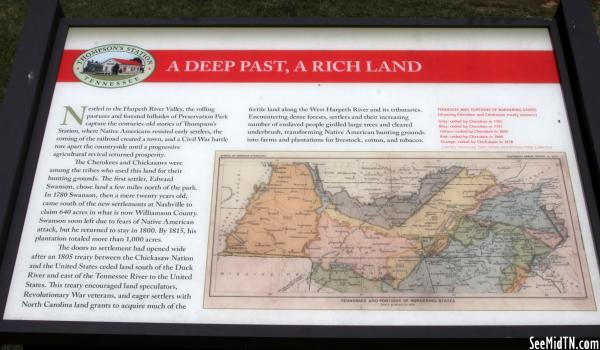 THOMPSON'S STATION
TENNESSEE
A DEEP PAST, A RICH LAND
Nestled in the Harpeth River Valley, the rolling
pastures and forested hillsides of Preservation Park
capture the centuries-old stories of Thompson's
Station, where Native Americans resisted early settlers, the
coming of the railroad created a town, and a Civil War battle
tore apart the countryside until a progressive
agricultural revival returned prosperity.
The Cherokees and Chickasaws were
among the tribes who used this land for their
hunting grounds. The first settler, Edward
Swanson, chose land a few miles north of the park.
In 1780 Swanson, then a mere twenty years old,
came south of the new settlements at Nashville to
claim 640 acres in what is now Williamson County.
Swanson soon left due to fears of Native American
attack, but he returned to stay in 1800. By 1815, his
plantation totaled more than 1,000 acres.
The doors to settlement had opened wide
after an 1805 treaty between the Chickasaw Nation
and the United States ceded land south of the Duck
River and east of the Tennessee River to the United
States. This treaty encouraged land speculators,
Revolutionary War veterans, and eager settlers with
North Carolina land grants to acquire much of the
fertile land along the West Harpeth River and its tributaries.
Encountering dense forests, settlers and their increasing
number of enslaved people girdled large trees and cleared
underbrush, transforming Native American hunting grounds
into farms and plantations for livestock, cotton, and tobacco.
TENNESSEE AND PORTIONS OF BORDERING STATES
(showing Cherokee and Chickasaw treaty cessions)
TENNESSEE AND PORTIONS OF BORDERING STATES
SeeMidTN.com